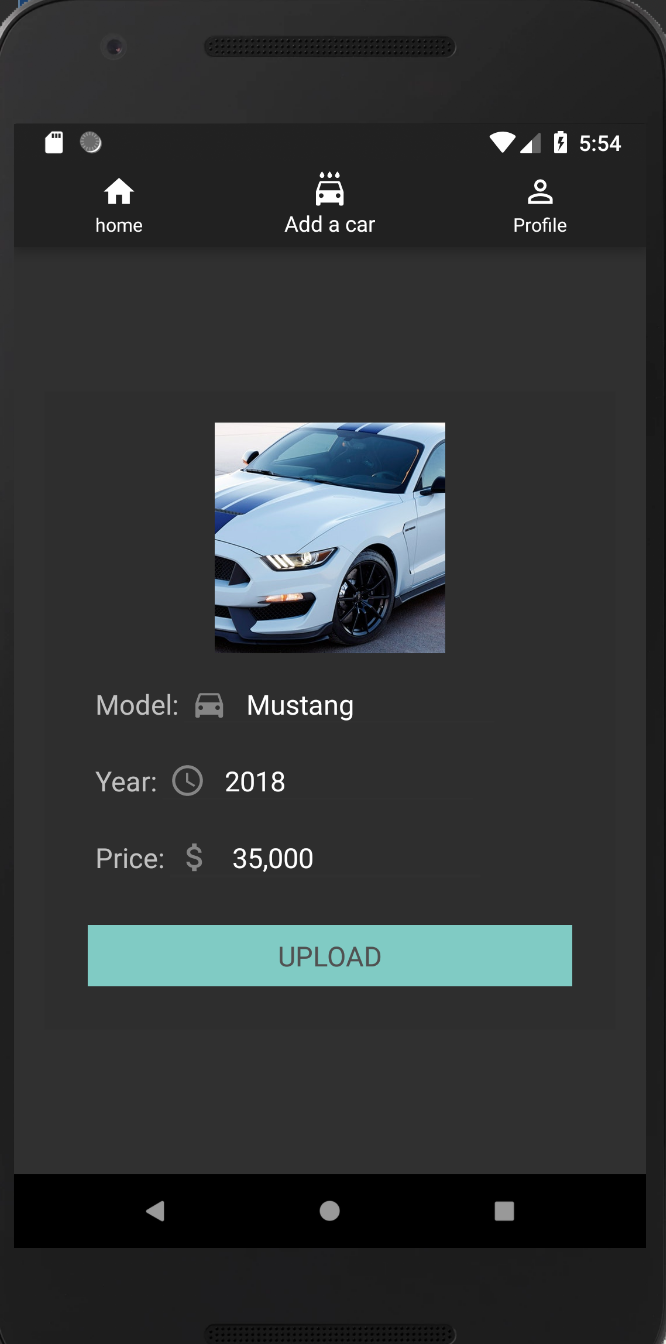 5:54
home
Add a car
Profile
Model: Mustang
Year: 2018
Price: $ 35,000
UPLOAD